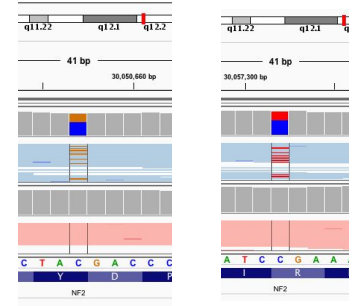 q11.22 q12.1 q12.2
41 bp
30,050,660 bp
C T A C G A C C C
Y D P
NF2
q11.22 q12.1
41 bp
30,057,300 bp
A T C C G A A A
I R
NF2